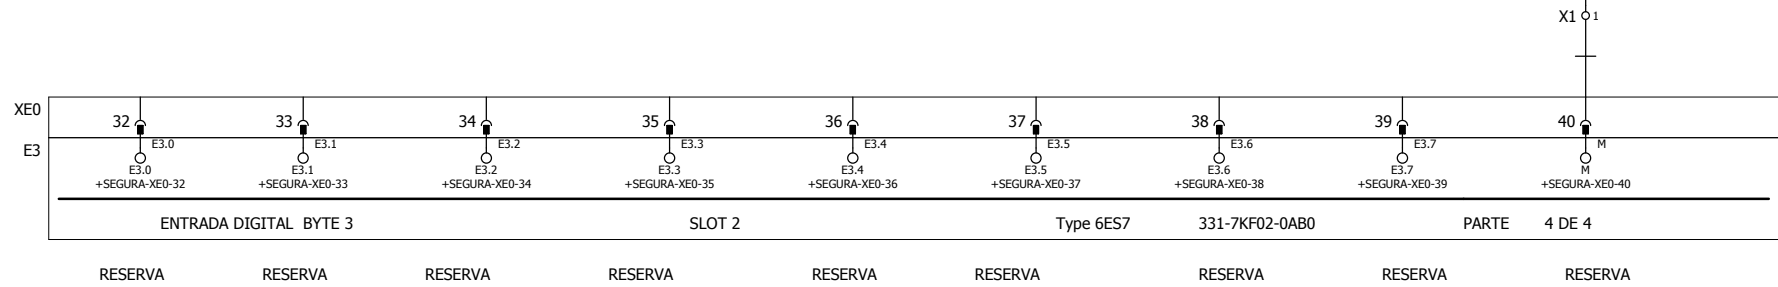 X1 1
XE0 32 33 34 35 36 37 38 39 40
E3 E3.0 E3.1 E3.2 E3.3 E3.4 E3.5 E3.6 E3.7 M
E3.0 E3.1 E3.2 E3.3 E3.4 E3.5 E3.6 E3.7 M
+SEGURA-XE0-32 +SEGURA-XE0-33 +SEGURA-XE0-34 +SEGURA-XE0-35 +SEGURA-XE0-36 +SEGURA-XE0-37 +SEGURA-XE0-38 +SEGURA-XE0-39 +SEGURA-XE0-40
ENTRADA DIGITAL BYTE 3 SLOT 2 Type 6ES7 331-7KF02-0AB0 PARTE 4 DE 4
RESERVA RESERVA RESERVA RESERVA RESERVA RESERVA RESERVA RESERVA RESERVA